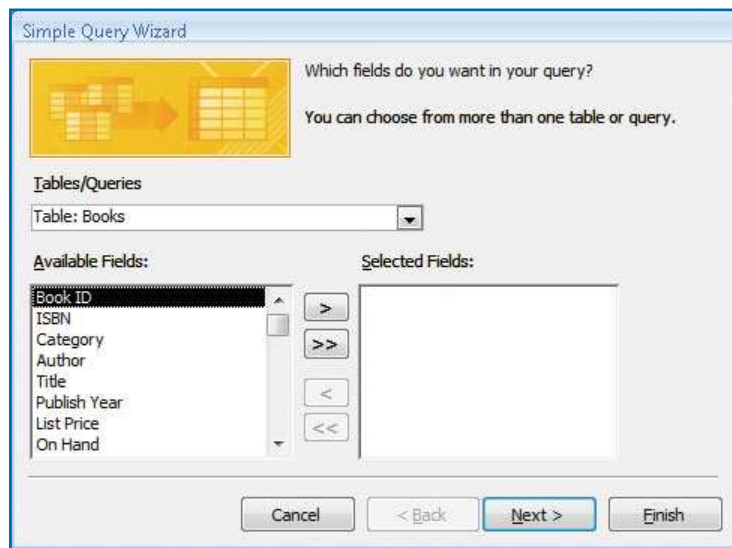 Simple Query Wizard
Which fields do you want in your query?
You can choose from more than one table or query.
Tables/Queries
Table: Books
Available Fields:
Selected Fields:
Book ID
ISBN
Category
Author
Title
Publish Year
List Price
On Hand
>
>>
<
<<
Cancel
< Back
Next >
Finish